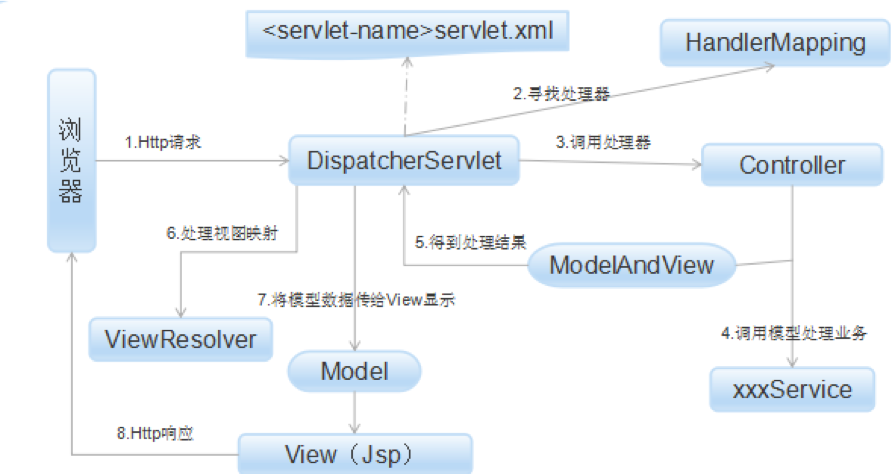 <servlet-name>servlet.xml
HandlerMapping
2.寻找处理器
浏
览
器
1.Http请求
3.调用处理器
DispatcherServlet
Controller
6.处理视图映射
5.得到处理结果
ModelAndView
7.将模型数据传给View显示
ViewResolver
4.调用模型处理业务
Model
xxxService
8.Http响应
View（Jsp）